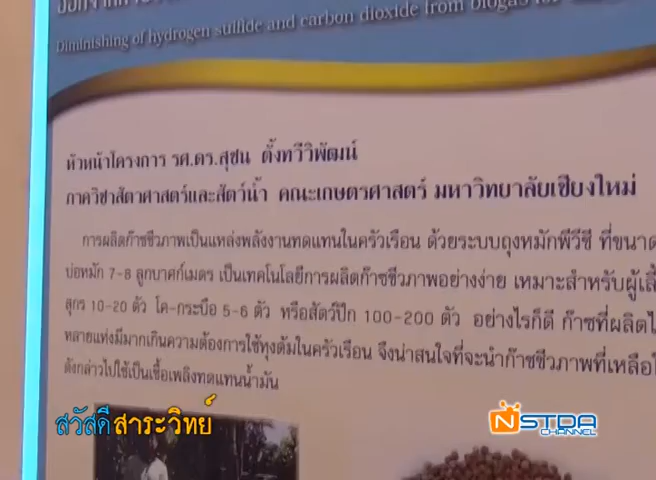 Diminishing of hydrogen sulfide and carbon dioxide from biogas
หัวหน้าโครงการ รศ.ดร.สุชน ตั้งทวีวิพัฒน์
ภาควิชาสัตวศาสตร์และสัตว์น้ำ คณะเกษตรศาสตร์ มหาวิทยาลัยเชียงใหม่
การผลิตก๊าซชีวภาพเป็นแหล่งพลังงานทดแทนในครัวเรือน ด้วยระบบถุงหมักพีวีซี ที่ขนาด
บ่อหมัก 7-8 ลูกบาศก์เมตร เป็นเทคโนโลยีการผลิตก๊าซชีวภาพอย่างง่าย เหมาะสำหรับผู้เลี้
สุกร 10-20 ตัว โค-กระบือ 5-6 ตัว หรือสัตว์ปีก 100-200 ตัว อย่างไรก็ดี ก๊าซที่ผลิตไ
หลายแห่งมีมากเกินความต้องการใช้หุงต้มในครัวเรือน จึงน่าสนใจที่จะนำก๊าซชีวภาพที่เหลือใ
ดังกล่าวไปใช้เป็นเชื้อเพลิงทดแทนน้ำมัน
สวัสดี สาระวิทย์
NSTDA
CHANNEL